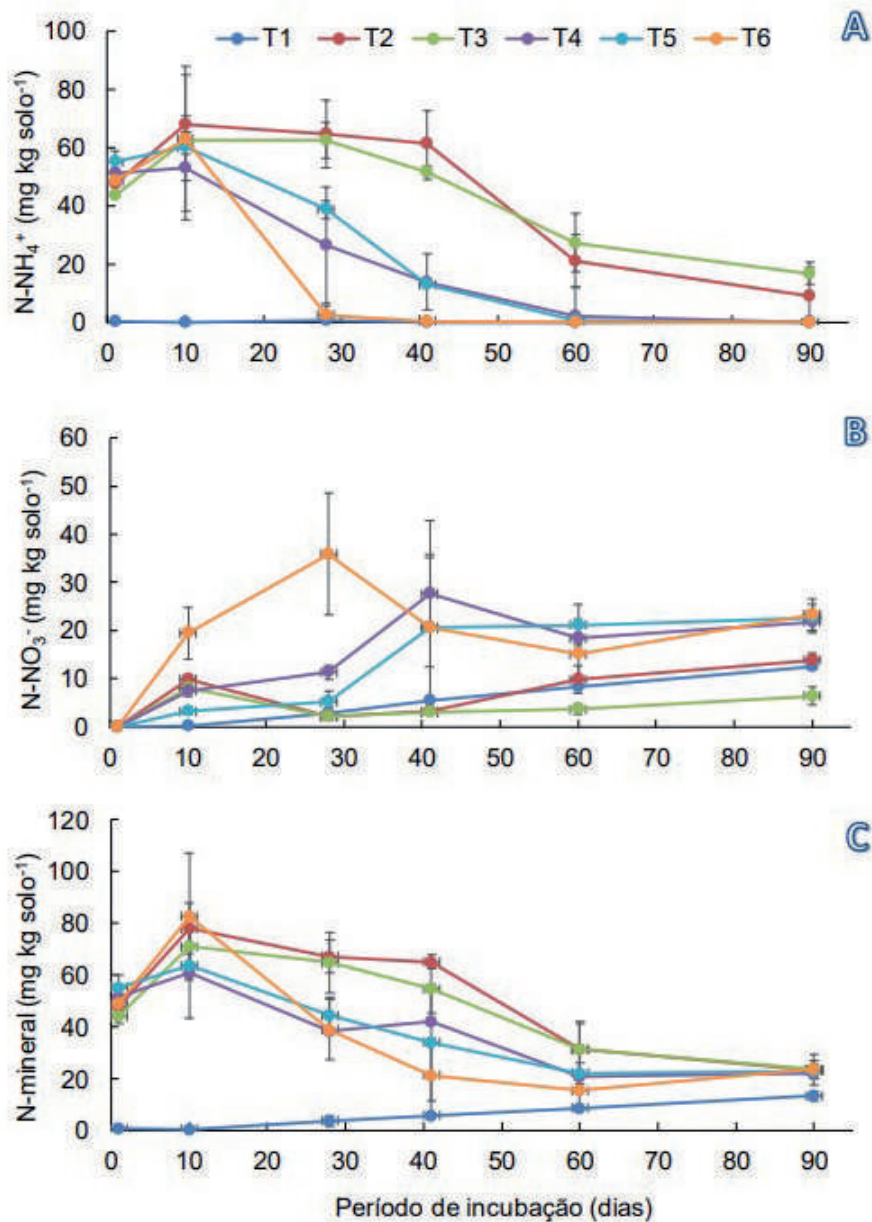 T1 T2 T3 T4 T5 T6
A
N-NH₄⁺ (mg kg solo⁻¹)
100
80
60
40
20
0
0 10 20 30 40 50 60 70 80 90
B
N-NO₃⁻ (mg kg solo⁻¹)
60
50
40
30
20
10
0
0 10 20 30 40 50 60 70 80 90
C
N-mineral (mg kg solo⁻¹)
120
100
80
60
40
20
0
0 10 20 30 40 50 60 70 80 90
Período de incubação (dias)